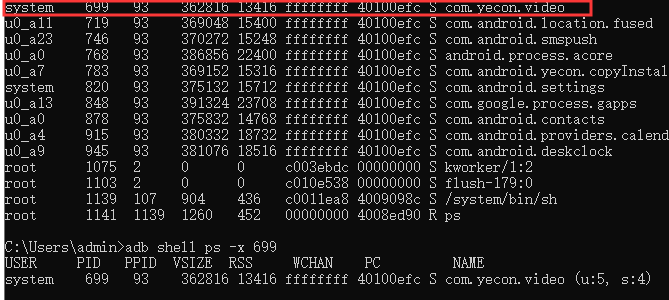 system    699   93    362816 13416 ffffffff 40100efc S com.yecon.video
u0_a11    719   93    369048 15400 ffffffff 40100efc S com.android.location.fused
u0_a23    746   93    370272 15248 ffffffff 40100efc S com.android.smspush
u0_a0     768   93    386856 22400 ffffffff 40100efc S android.process.acore
u0_a7     783   93    369152 15316 ffffffff 40100efc S com.android.yecon.copyInstal
system    820   93    375132 15712 ffffffff 40100efc S com.android.settings
u0_a13    848   93    391324 23708 ffffffff 40100efc S com.google.process.gapps
u0_a0     878   93    375832 14768 ffffffff 40100efc S com.android.contacts
u0_a4     915   93    380332 18732 ffffffff 40100efc S com.android.providers.calend
u0_a9     945   93    381076 18516 ffffffff 40100efc S com.android.deskclock
root      1075  2     0      0     c003ebdc 00000000 S kworker/1:2
root      1103  2     0      0     c010e538 00000000 S flush-179:0
root      1139  107   904    436   c0011ea8 4009098c S /system/bin/sh
root      1141  1139  1260   452   00000000 4008ed90 R ps
C:\Users\admin>adb shell ps -x 699
USER     PID   PPID  VSIZE  RSS     WCHAN    PC         NAME
system    699   93    362816 13416 ffffffff 40100efc S com.yecon.video (u:5, s:4)